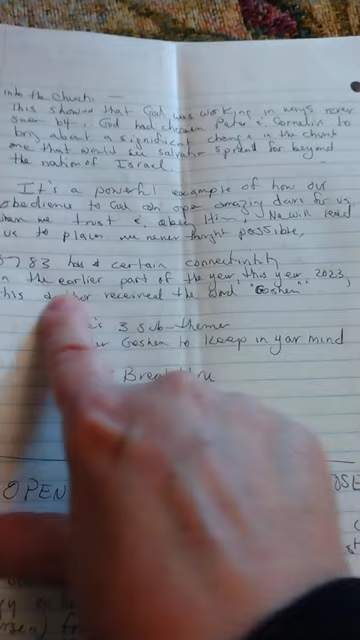 into the Church
This showed that God was working in ways never
seen by. God had chosen Peter & Cornelin to
bring about a significant change in the church
one that would see salvation spread far beyond
the nation of Israel.
It's a powerful example of how our
obedience to God can open amazing doors for us
when we trust & obey Him, He will lead
us to places we never thought possible,
5783 has a certain connectivity
in the earlier part of the year this year 2023,
this author received the word "Goshen"
3 sub-themes
Goshen to keep in your mind
OPEN